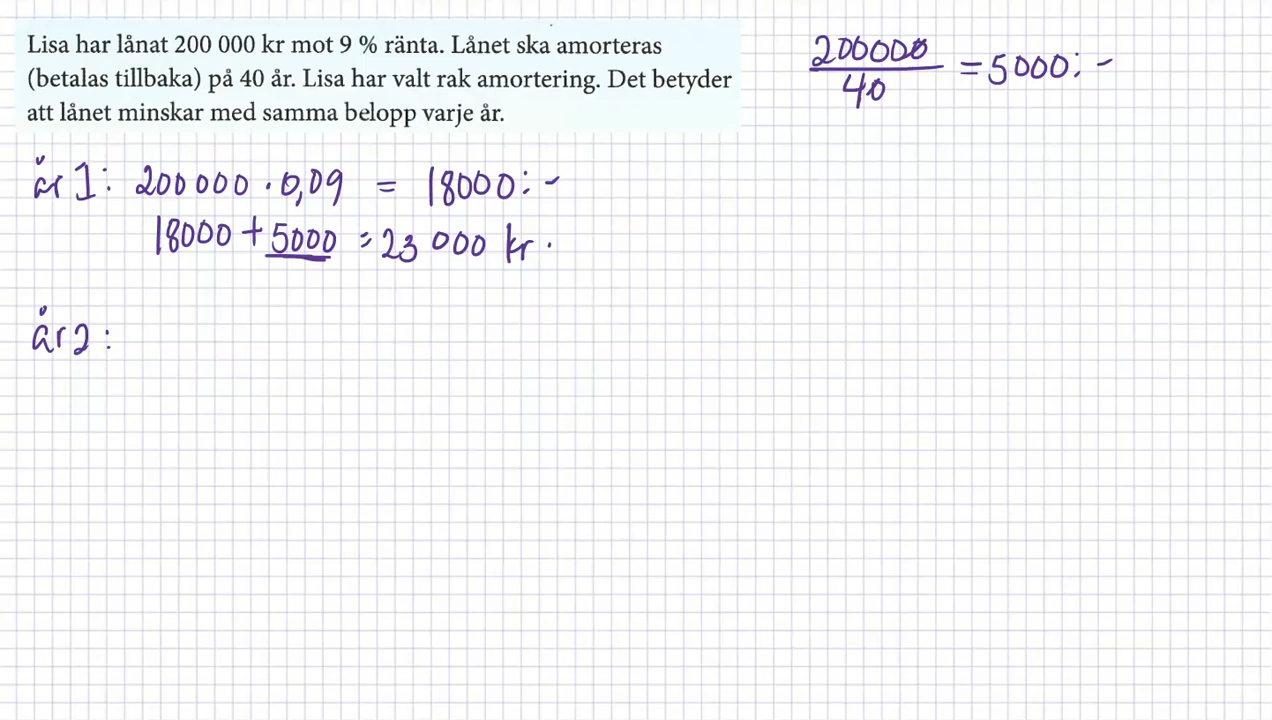 Lisa har lånat 200 000 kr mot 9 % ränta. Lånet ska amorteras
(betalas tillbaka) på 40 år. Lisa har valt rak amortering. Det betyder
att lånet minskar med samma belopp varje år.
200000
40
= 5000:-
år 1: 200 000 · 0,09 = 18000:-
18000 + 5000 = 23 000 kr.
år 2: